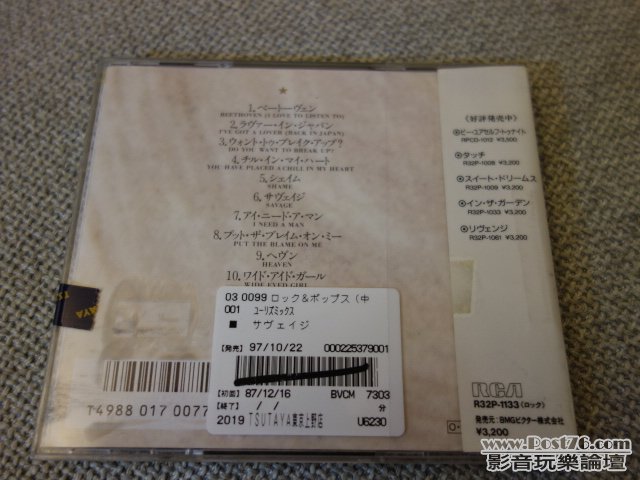 ★
1.ベートーヴェン
BEETHOVEN (I LOVE TO LISTEN TO)
2.ラヴァー・イン・ジャパン
I'VE GOT A LOVER (BACK IN JAPAN)
3.ウォント・トゥ・ブレイク・アップ?
DO YOU WANT TO BREAK UP?
4.チル・イン・マイ・ハート
YOU HAVE PLACED A CHILL IN MY HEART
5.シェイム
SHAME
6.サヴェイジ
SAVAGE
7.アイ・ニード・ア・マン
I NEED A MAN
8.プット・ザ・ブレイム・オン・ミー
PUT THE BLAME ON ME
9.ヘヴン
HEAVEN
10.ワイド・アイド・ガール
WIDE EYED GIRL
03 0099 ロック&ポップス(中
001 ユーリズミックス
■ サヴェイジ
【発売】 97/10/22 000225379001
【初回】 87/12/16 BVCM 7303
【終了】 / / 分
2019 TSUTAYA東京上野店 U6230
T4988 017 0077
《好評発売中》
◉ビー・ユアセルフ・トゥナイト
RPCD-1012 ¥3,500
◉タッチ
R32P-1008 ¥3,200
◉スイート・ドリームス
R32P-1009 ¥3,200
◉イン・ザ・ガーデン
R32P-1033 ¥3,200
◉リヴェンジ
R32P-1061 ¥3,200
RCA
R32P-1133(ロック)
発売元:BMGビクター株式会社
¥3,200
www.Post76.com
影音玩樂論壇